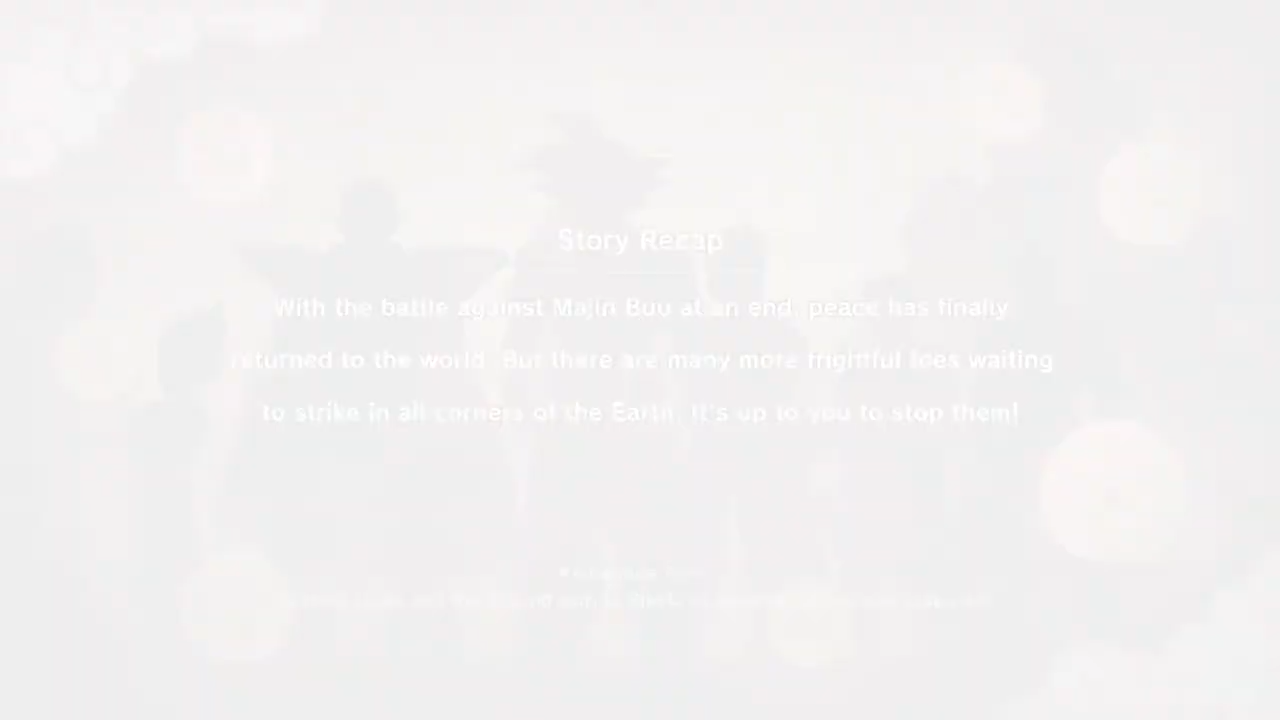 Story Recap
With the battle against Majin Buu at an end, peace has finally
returned to the world. But there are many more frightful foes waiting
to strike in all corners of the Earth. It's up to you to stop them!